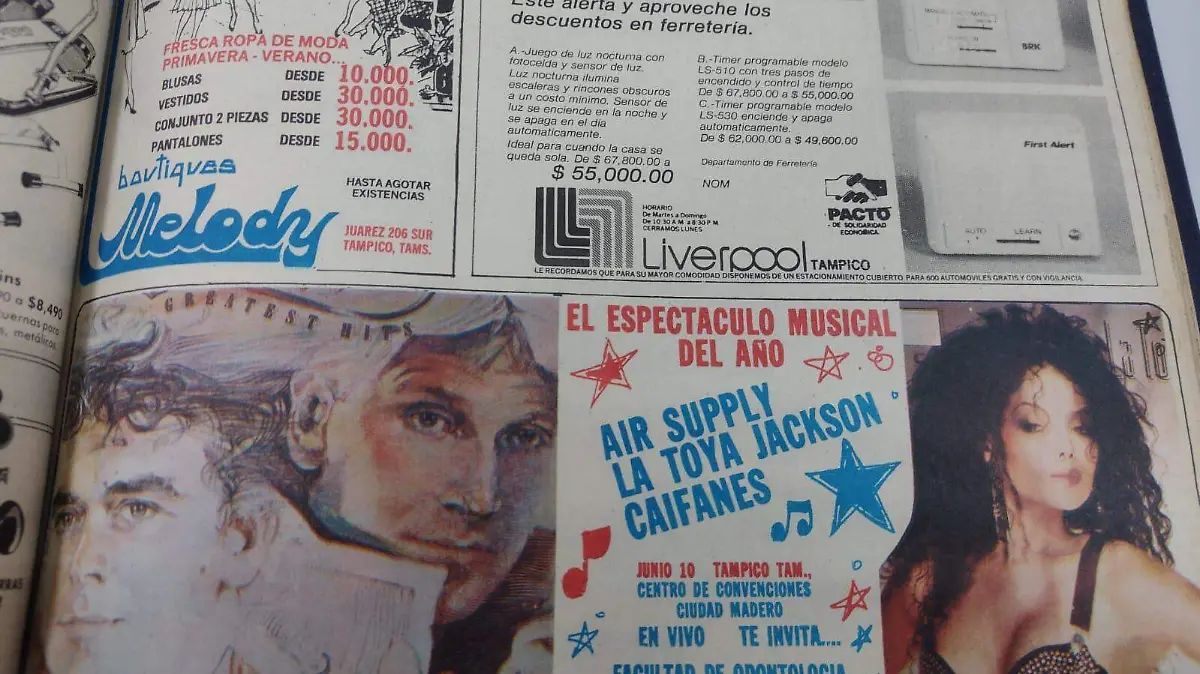 FRESCA ROPA DE MODA
PRIMAVERA - VERANO...
BLUSAS DESDE 10.000.
VESTIDOS DESDE 30.000.
CONJUNTO 2 PIEZAS DESDE 30.000.
PANTALONES DESDE 15.000.
boutiques
Melody
HASTA AGOTAR
EXISTENCIAS
JUAREZ 206 SUR
TAMPICO, TAMS.
Este alerta y aproveche los
descuentos en ferretería.
A.-Juego de luz nocturna con
fotocelda y sensor de luz.
Luz nocturna ilumina
escaleras y rincones obscuros
a un costo mínimo. Sensor de
luz se enciende en la noche y
se apaga en el día
automaticamente.
Ideal para cuando la casa se
queda sola. De $ 67,800.00 a
$ 55,000.00
B.-Timer programable modelo
LS-510 con tres pasos de
encendido y control de tiempo
De $ 67,800.00 a $ 55,000.00
C.-Timer programable modelo
LS-530 enciende y apaga
automaticamente.
De $ 62,000.00 a $ 49,600.00
Departamento de Ferretería
NOM
PACTO
DE SOLIDARIDAD
ECONOMICA.
HORARIO
De Martes a Domingo
De 10:30 A.M. a 8:30 P.M.
CERRAMOS LUNES
Liverpool TAMPICO
LE RECORDAMOS QUE PARA SU MAYOR COMODIDAD DISPONEMOS DE UN ESTACIONAMIENTO CUBIERTO PARA 600 AUTOMOVILES GRATIS Y CON VIGILANCIA.
BRK
First Alert
AUTO LEARN
a $8,490
metálicas
GREATEST HITS
EL ESPECTACULO MUSICAL
DEL AÑO
AIR SUPPLY
LA TOYA JACKSON
CAIFANES
JUNIO 10 TAMPICO TAM.,
CENTRO DE CONVENCIONES
CIUDAD MADERO
EN VIVO TE INVITA....
FACULTAD DE ODONTOLOGIA